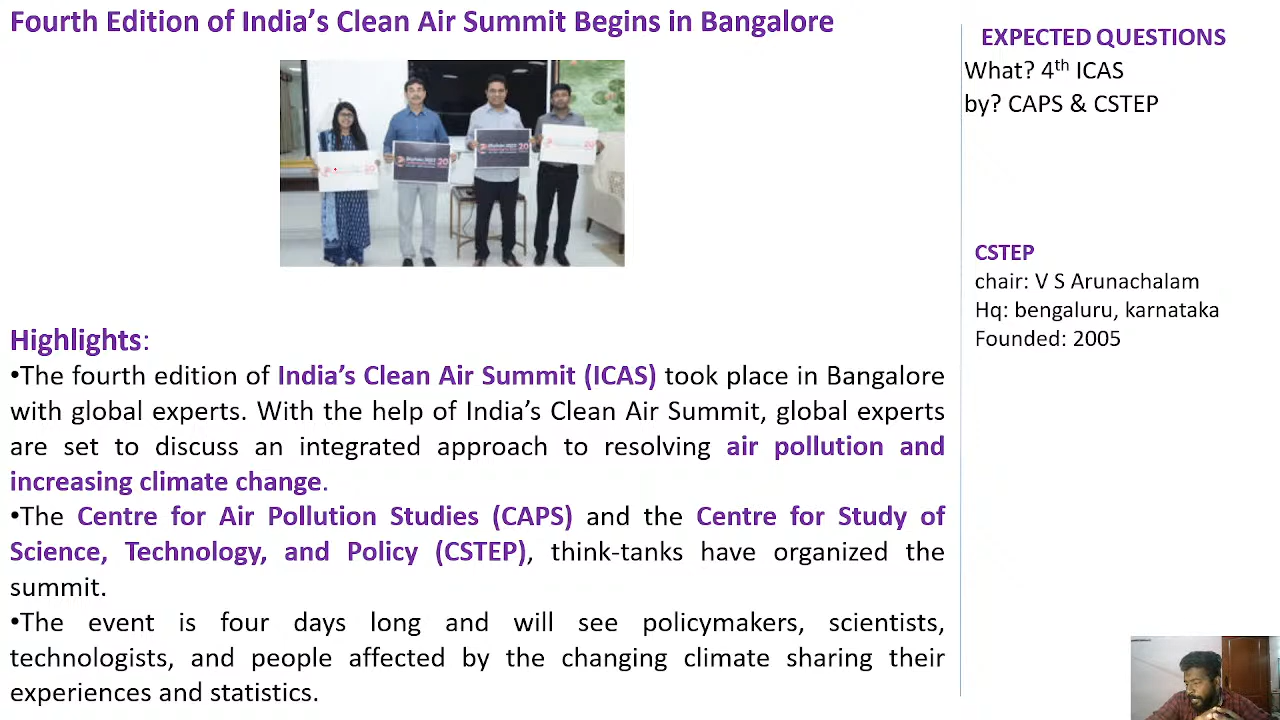 Fourth Edition of India’s Clean Air Summit Begins in Bangalore
Highlights:
•The fourth edition of India’s Clean Air Summit (ICAS) took place in Bangalore
with global experts. With the help of India’s Clean Air Summit, global experts
are set to discuss an integrated approach to resolving air pollution and
increasing climate change.
•The Centre for Air Pollution Studies (CAPS) and the Centre for Study of
Science, Technology, and Policy (CSTEP), think-tanks have organized the
summit.
•The event is four days long and will see policymakers, scientists,
technologists, and people affected by the changing climate sharing their
experiences and statistics.
EXPECTED QUESTIONS
What? 4th ICAS
by? CAPS & CSTEP
CSTEP
chair: V S Arunachalam
Hq: bengaluru, karnataka
Founded: 2005